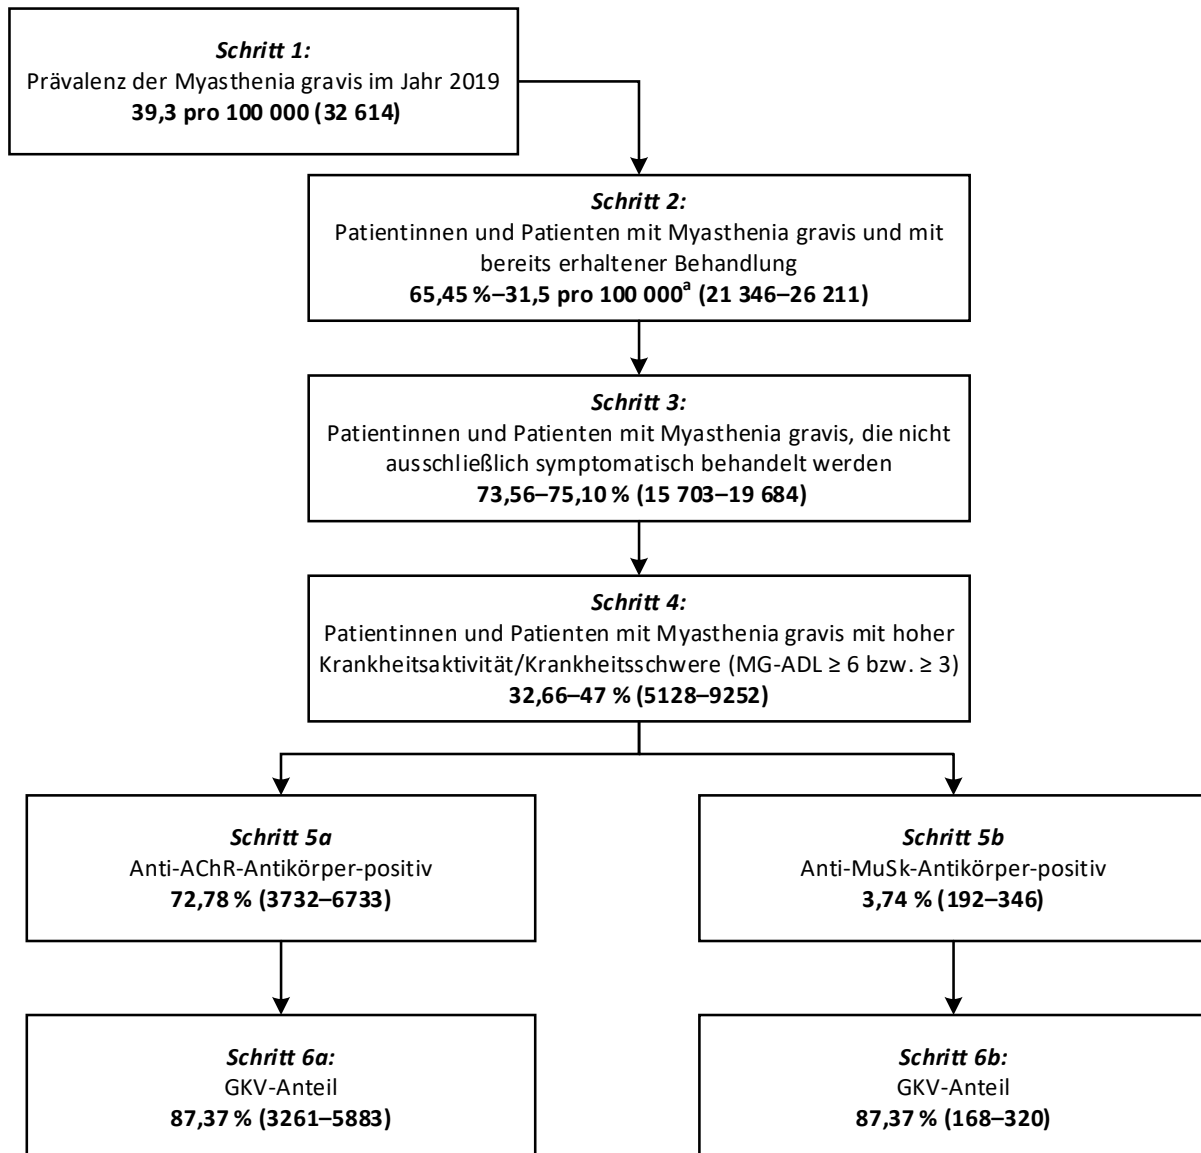 Schritt 1:
Prävalenz der Myasthenia gravis im Jahr 2019
39,3 pro 100 000 (32 614)
Schritt 2:
Patientinnen und Patienten mit Myasthenia gravis und mit
bereits erhaltener Behandlung
65,45 %–31,5 pro 100 000a (21 346–26 211)
Schritt 3:
Patientinnen und Patienten mit Myasthenia gravis, die nicht
ausschließlich symptomatisch behandelt werden
73,56–75,10 % (15 703–19 684)
Schritt 4:
Patientinnen und Patienten mit Myasthenia gravis mit hoher
Krankheitsaktivität/Krankheitsschwere (MG-ADL ≥ 6 bzw. ≥ 3)
32,66–47 % (5128–9252)
Schritt 5a
Anti-AChR-Antikörper-positiv
72,78 % (3732–6733)
Schritt 5b
Anti-MuSk-Antikörper-positiv
3,74 % (192–346)
Schritt 6a:
GKV-Anteil
87,37 % (3261–5883)
Schritt 6b:
GKV-Anteil
87,37 % (168–320)